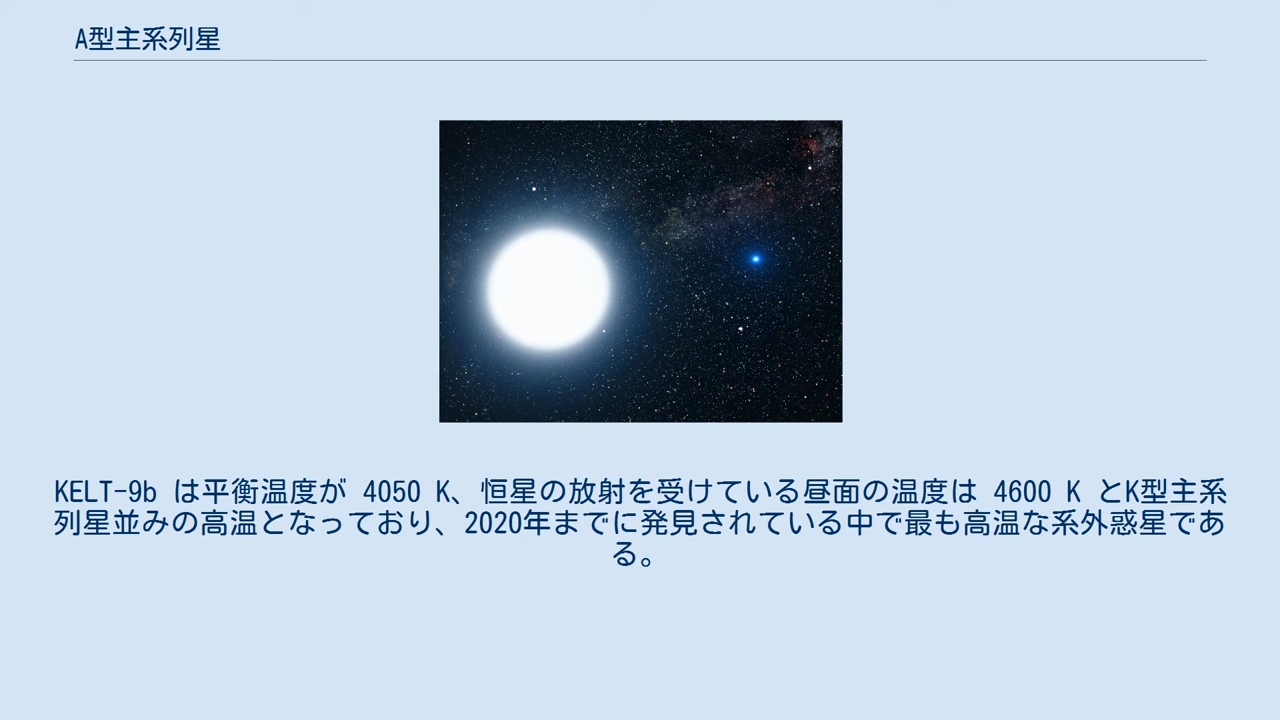 A型主系列星
KELT-9b は平衡温度が 4050 K、恒星の放射を受けている昼面の温度は 4600 K とK型主系
列星並みの高温となっており、2020年までに発見されている中で最も高温な系外惑星であ
る。